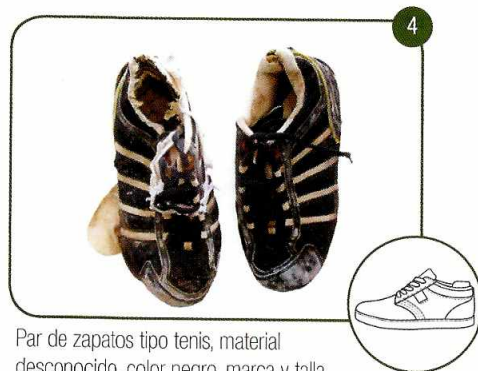 4
Par de zapatos tipo tenis, material
desconocido, color negro, marca y talla